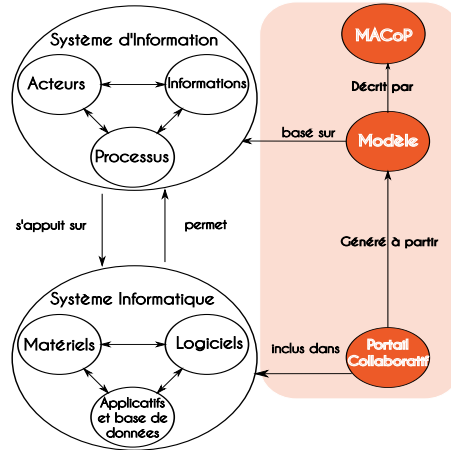 Système d'Information
Acteurs
Informations
Processus
MACoP
Décrit par
basé sur
Modèle
s'appuit sur
permet
Généré à partir
Système Informatique
Matériels
Logiciels
Applicatifs
et base de
données
inclus dans
Portail
Collaboratif